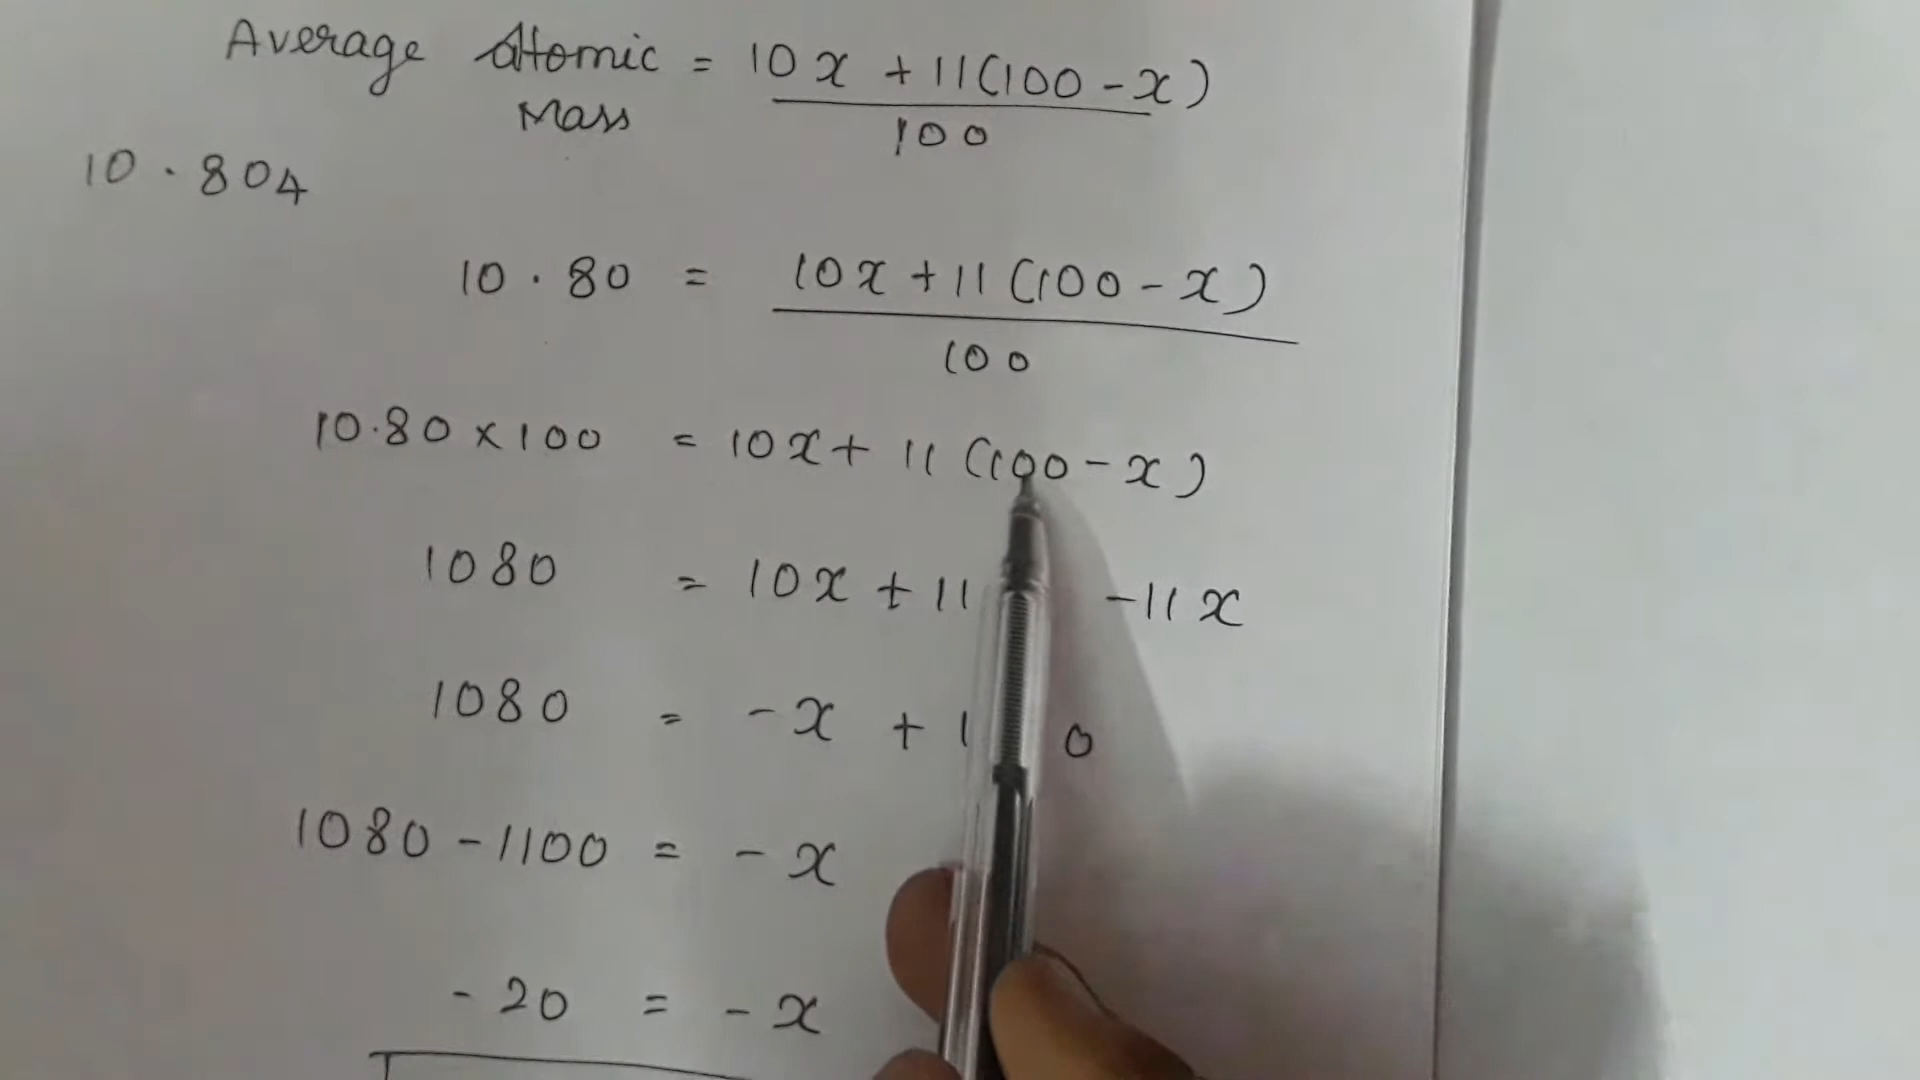 Average Atomic = 10x + 11(100 - x)
Mass 100
10.804
10.80 = 10x + 11(100 - x)
100
10.80 x 100 = 10x + 11(100 - x)
1080 = 10x + 11 - 11x
1080 = - x + 1 0
1080 - 1100 = - x
- 20 = - x